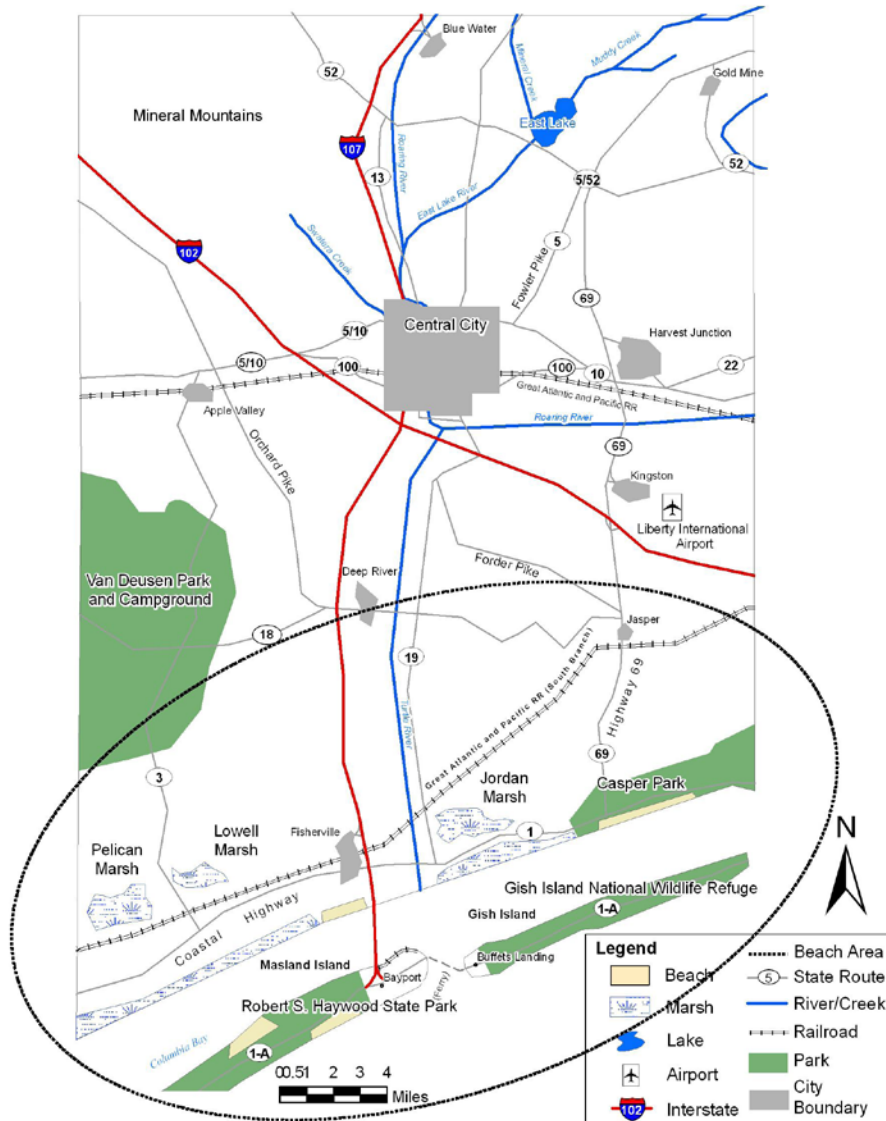 Blue Water
52
Mineral Creek
Muddy Creek
Gold Mine
Mineral Mountains
East Lake
107
Roaring River
13
52
5/52
East Lake River
Swatera Creek
5
102
Fowler Pike
69
Central City
5/10
Harvest Junction
5/10
100
100
10
22
Great Atlantic and Pacific RR
Apple Valley
Roaring River
Orchard Pike
69
Kingston
Liberty International
Airport
Forder Pike
Deep River
Van Deusen Park
and Campground
18
Jasper
19
Great Atlantic and Pacific RR (South Branch)
Highway 69
Turtle River
69
3
Jordan
Marsh
Casper Park
Fisherville
1
Lowell
Marsh
Pelican
Marsh
N
Gish Island National Wildlife Refuge
Coastal Highway
Gish Island
1-A
Masland Island
Buffets Landing
Bayport
(Ferry)
Robert S. Haywood State Park
Columbia Bay
1-A
0 0.5 1 2 3 4
Miles
Legend
Beach
Marsh
Lake
Airport
102 Interstate
Beach Area
5 State Route
River/Creek
Railroad
Park
City
Boundary